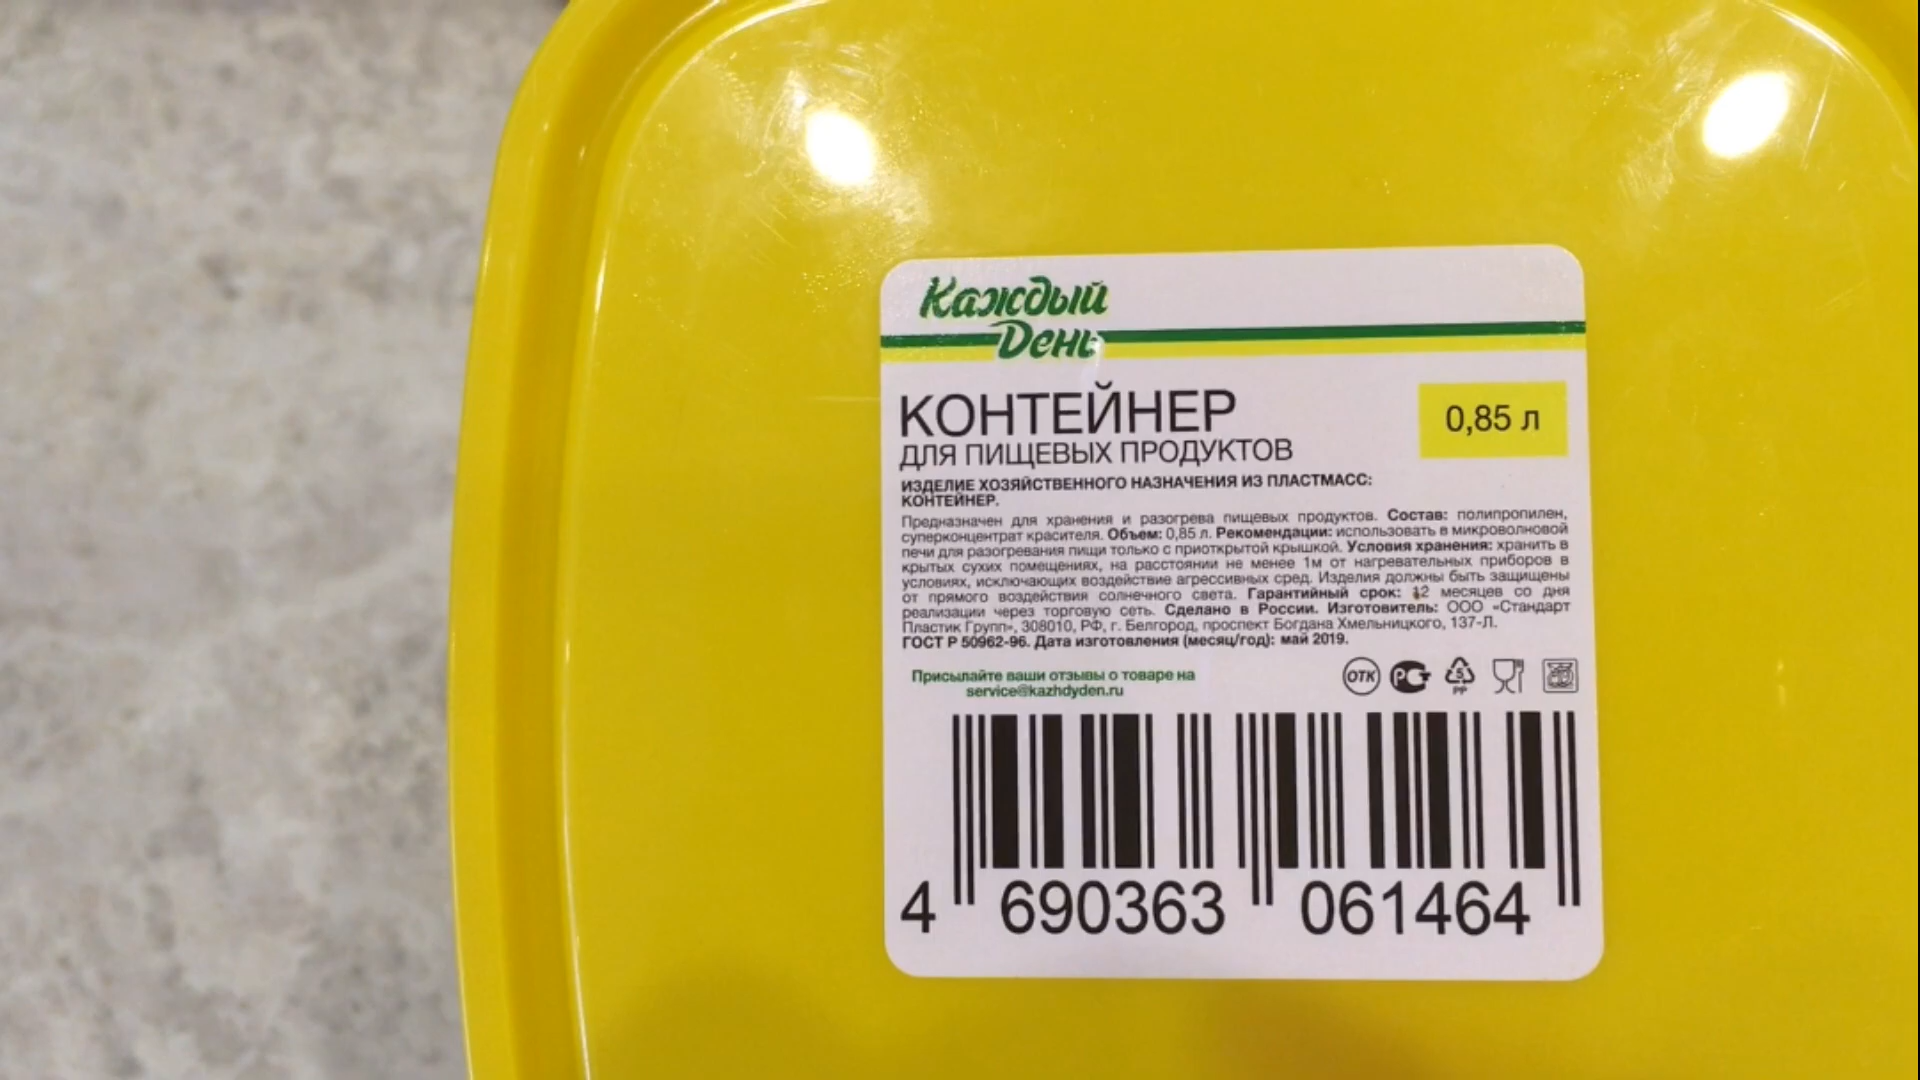 Каждый
День
КОНТЕЙНЕР
0,85 л
ДЛЯ ПИЩЕВЫХ ПРОДУКТОВ
ИЗДЕЛИЕ ХОЗЯЙСТВЕННОГО НАЗНАЧЕНИЯ ИЗ ПЛАСТМАСС:
КОНТЕЙНЕР.
Предназначен для хранения и разогрева пищевых продуктов. Состав: полипропилен,
суперконцентрат красителя. Объем: 0,85 л. Рекомендации: использовать в микроволновой
печи для разогревания пищи только с приоткрытой крышкой. Условия хранения: хранить в
крытых сухих помещениях, на расстоянии не менее 1м от нагревательных приборов в
условиях, исключающих воздействие агрессивных сред. Изделия должны быть защищены
от прямого воздействия солнечного света. Гарантийный срок: 12 месяцев со дня
реализации через торговую сеть. Сделано в России. Изготовитель: ООО «Стандарт
Пластик Групп», 308010, РФ, г. Белгород, проспект Богдана Хмельницкого, 137-Л.
ГОСТ Р 50962-96. Дата изготовления (месяц/год): май 2019.
Присылайте ваши отзывы о товаре на
service@kazhdyden.ru
ОТК
РСТ
5
PP
4 690363 061464